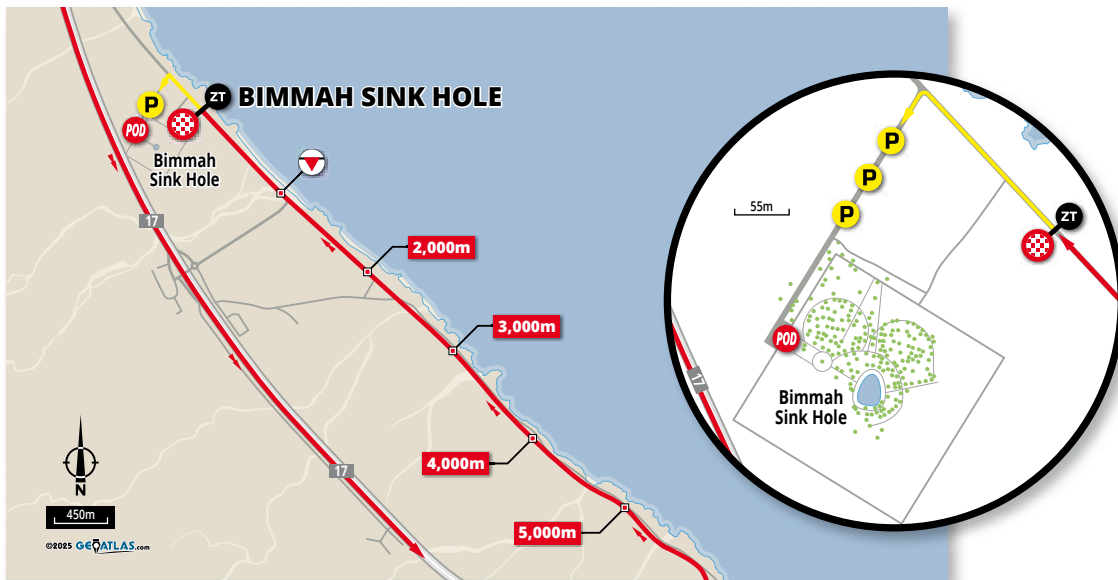 ZT BIMMAH SINK HOLE
P
POD
Bimmah
Sink Hole
17
2,000m
3,000m
4,000m
5,000m
17
N
450m
©2025 GEOATLAS.com
P
P
P
55m
ZT
POD
17
Bimmah
Sink Hole